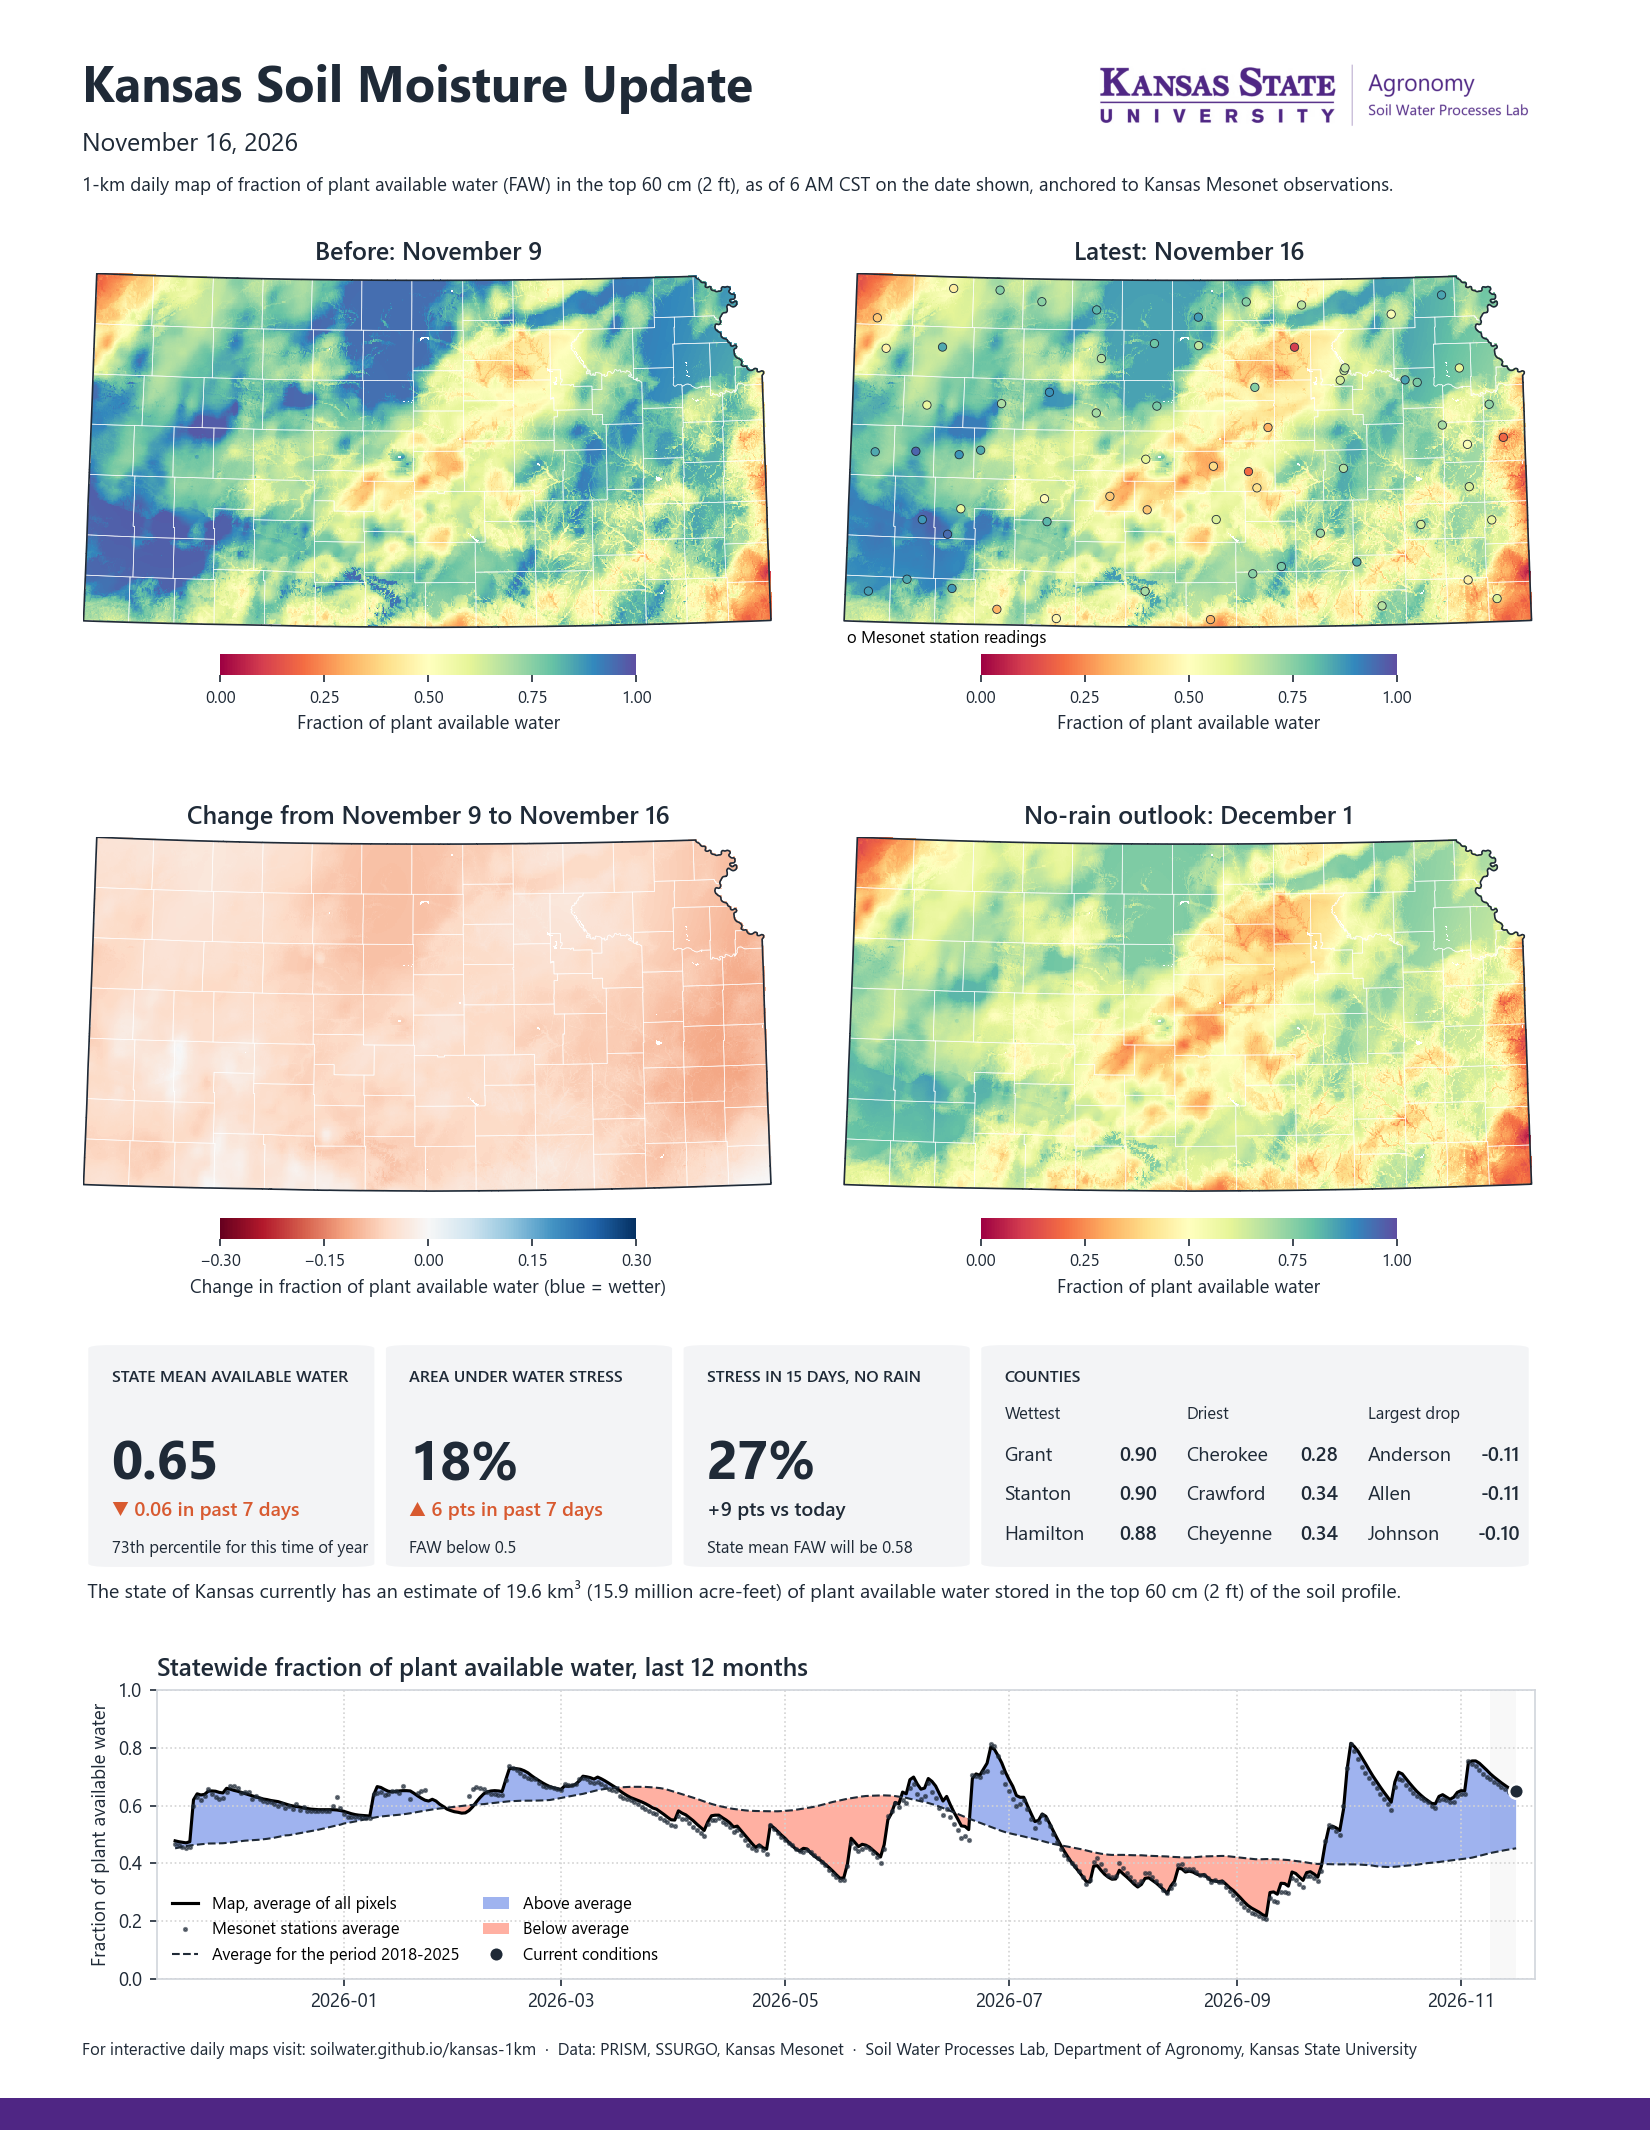 Kansas Soil Moisture Update
November 16, 2026
KANSAS STATE
UNIVERSITY
Agronomy
Soil Water Processes Lab
1-km daily map of fraction of plant available water (FAW) in the top 60 cm (2 ft), as of 6 AM CST on the date shown, anchored to Kansas Mesonet observations.
Before: November 9
0.00 0.25 0.50 0.75 1.00
Fraction of plant available water
Latest: November 16
o Mesonet station readings
0.00 0.25 0.50 0.75 1.00
Fraction of plant available water
Change from November 9 to November 16
−0.30 −0.15 0.00 0.15 0.30
Change in fraction of plant available water (blue = wetter)
No-rain outlook: December 1
0.00 0.25 0.50 0.75 1.00
Fraction of plant available water
STATE MEAN AVAILABLE WATER
0.65
▼ 0.06 in past 7 days
73th percentile for this time of year
AREA UNDER WATER STRESS
18%
▲ 6 pts in past 7 days
FAW below 0.5
STRESS IN 15 DAYS, NO RAIN
27%
+9 pts vs today
State mean FAW will be 0.58
COUNTIES
Wettest Driest Largest drop
Grant 0.90 Cherokee 0.28 Anderson -0.11
Stanton 0.90 Crawford 0.34 Allen -0.11
Hamilton 0.88 Cheyenne 0.34 Johnson -0.10
The state of Kansas currently has an estimate of 19.6 km³ (15.9 million acre-feet) of plant available water stored in the top 60 cm (2 ft) of the soil profile.
Statewide fraction of plant available water, last 12 months
Fraction of plant available water
1.0
0.8
0.6
0.4
0.2
0.0
Map, average of all pixels
Mesonet stations average
Average for the period 2018-2025
Above average
Below average
Current conditions
2026-01 2026-03 2026-05 2026-07 2026-09 2026-11
For interactive daily maps visit: soilwater.github.io/kansas-1km · Data: PRISM, SSURGO, Kansas Mesonet · Soil Water Processes Lab, Department of Agronomy, Kansas State University